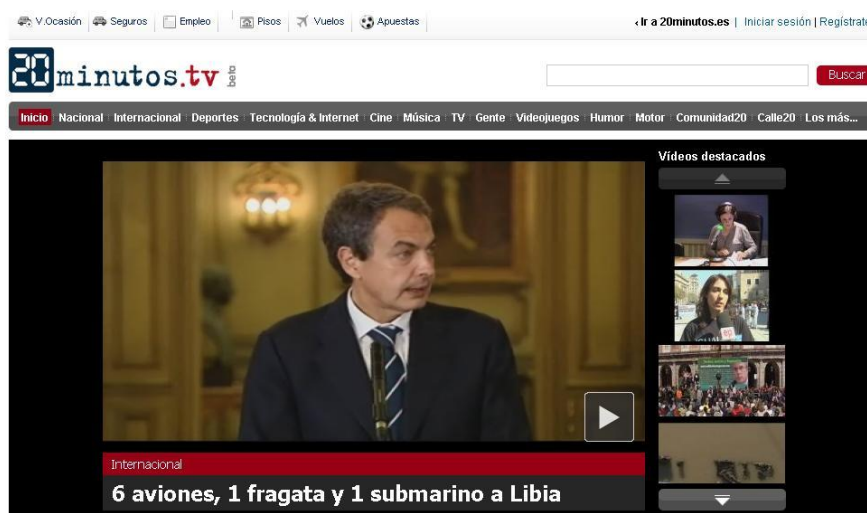 V.Ocasión Seguros Empleo Pisos Vuelos Apuestas ‹ Ir a 20minutos.es | Iniciar sesión | Regístrate
20minutos.tv beta
Buscar
Inicio Nacional Internacional Deportes Tecnología & Internet Cine Música TV Gente Videojuegos Humor Motor Comunidad20 Calle20 Los más...
Vídeos destacados
ep
Internacional
6 aviones, 1 fragata y 1 submarino a Libia